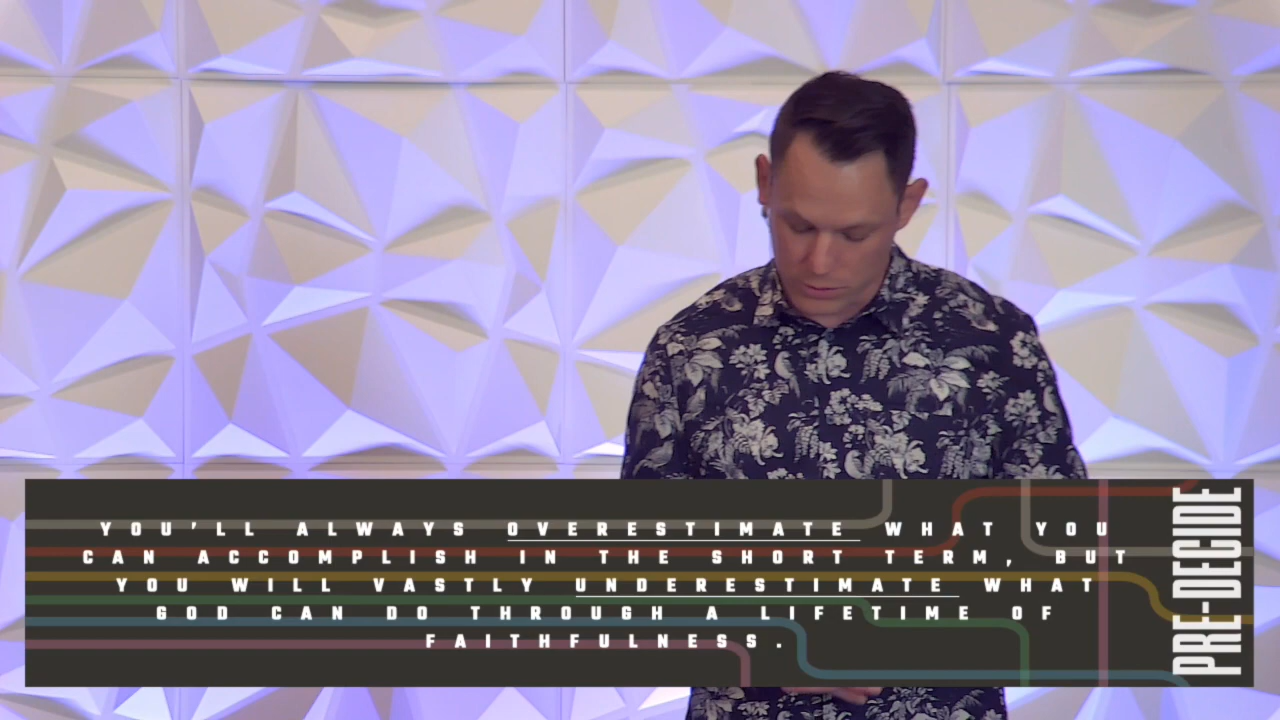 YOU'LL ALWAYS OVERESTIMATE WHAT YOU
CAN ACCOMPLISH IN THE SHORT TERM, BUT
YOU WILL VASTLY UNDERESTIMATE WHAT
GOD CAN DO THROUGH A LIFETIME OF
FAITHFULNESS.
PRE-DECIDE